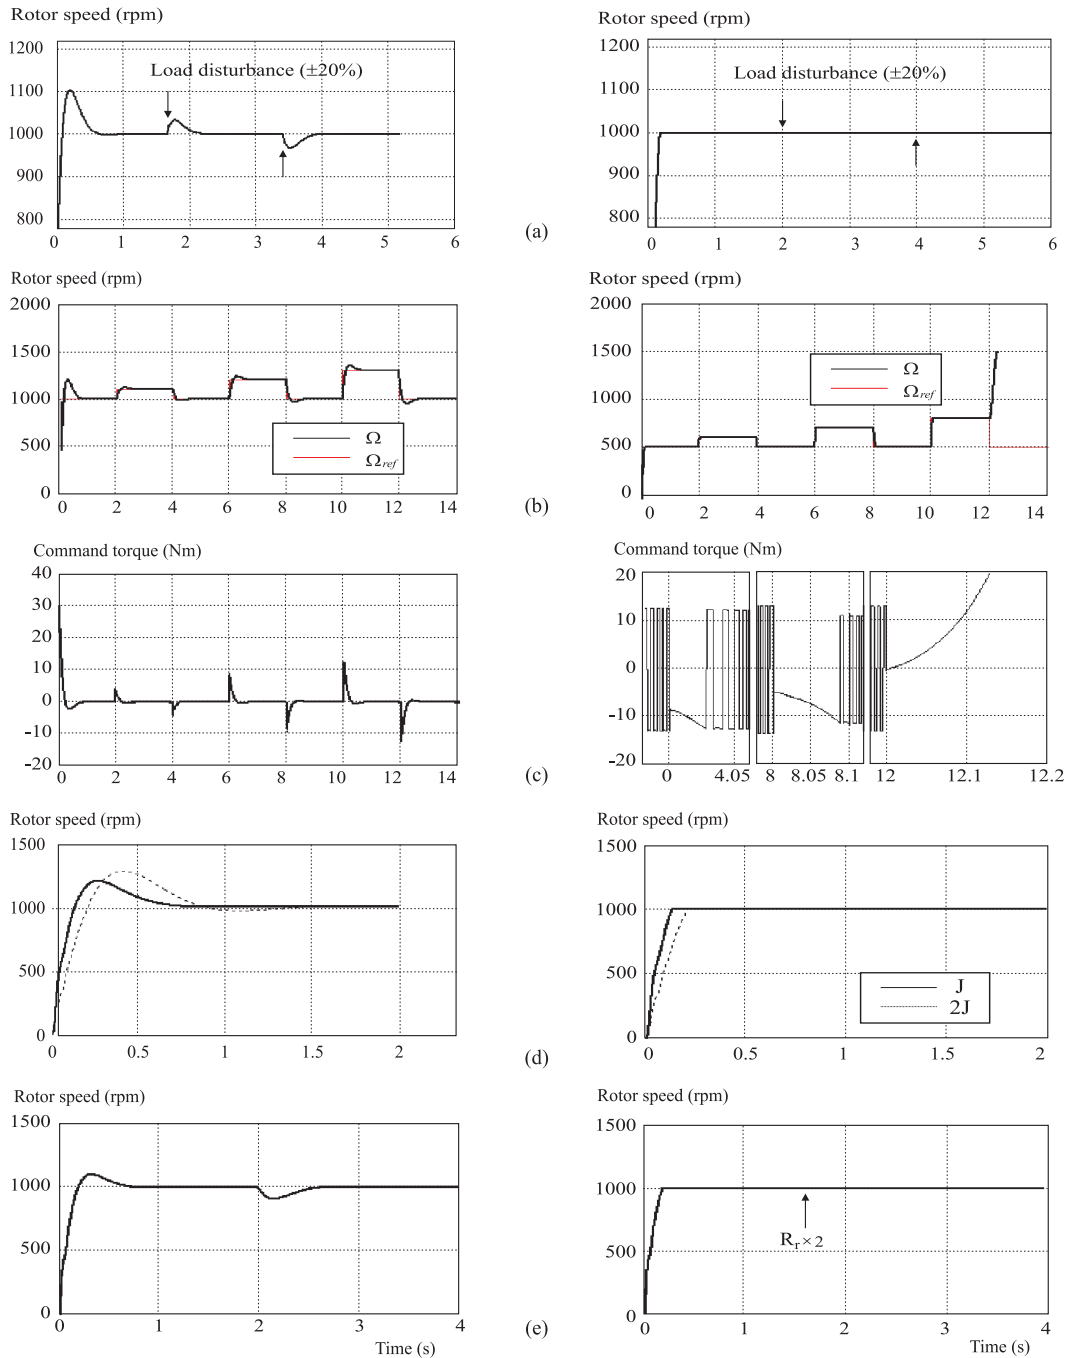 Rotor speed (rpm)
1200
1100
1000
900
800
Load disturbance (±20%)
0 1 2 3 4 5 6
Rotor speed (rpm)
1200
1100
1000
900
800
Load disturbance (±20%)
0 1 2 3 4 5 6
(a)
Rotor speed (rpm)
2000
1500
1000
500
0
Ω
Ωref
0 2 4 6 8 10 12 14
Rotor speed (rpm)
2000
1500
1000
500
0
Ω
Ωref
0 2 4 6 8 10 12 14
(b)
Command torque (Nm)
40
30
20
10
0
-10
-20
0 2 4 6 8 10 12 14
Command torque (Nm)
20
10
0
-10
-20
0 4.05 8 8.05 8.1 12 12.1 12.2
(c)
Rotor speed (rpm)
1500
1000
500
0
0 0.5 1 1.5 2
Rotor speed (rpm)
1500
1000
500
0
J
2J
0 0.5 1 1.5 2
(d)
Rotor speed (rpm)
1500
1000
500
0
0 1 2 3 4
Time (s)
Rotor speed (rpm)
1500
1000
500
0
Rr×2
0 1 2 3 4
Time (s)
(e)